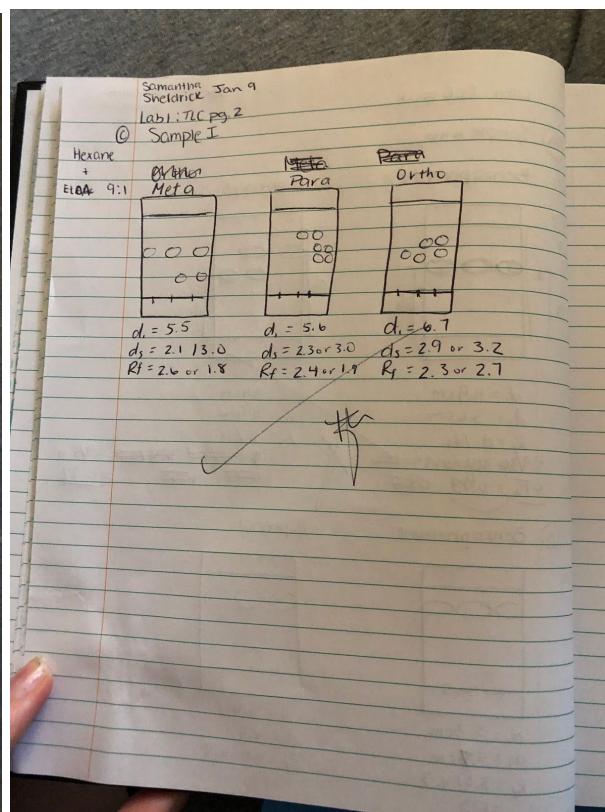 Samantha
Sheldrick Jan 9
Lab 1: TLC pg. 2
Ⓒ Sample I
Hexane
+
9:1
Ortho Meta Para
Meta Para Ortho
d₁ = 5.5 d₁ = 5.6 d₁ = 6.7
ds = 2.1 / 3.0 ds = 2.3 or 3.0 ds = 2.9 or 3.2
Rf = 2.6 or 1.8 Rf = 2.4 or 1.9 Rf = 2.3 or 2.7